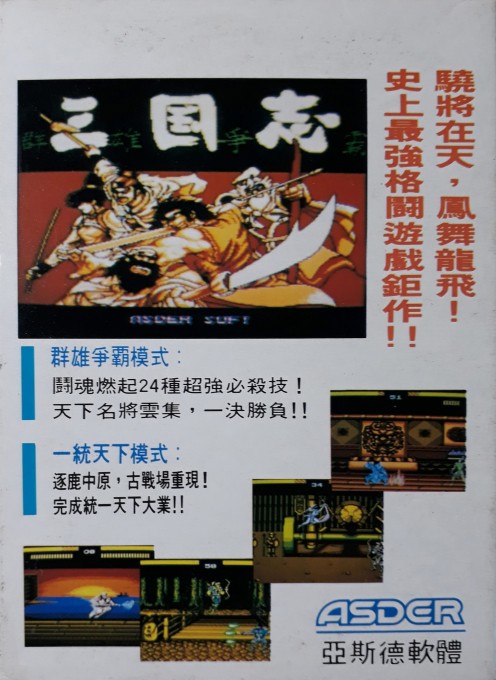 驍將在天,鳳舞龍飛!
史上最強格鬪遊戲鉅作!!
三国志
群雄爭霸
ASDER SOFT
群雄爭霸模式:
鬪魂燃起24種超強必殺技!
天下名將雲集,一決勝負!!
一統天下模式:
逐鹿中原,古戰場重現!
完成統一天下大業!!
31
34
50
ASDER
亞斯德軟體